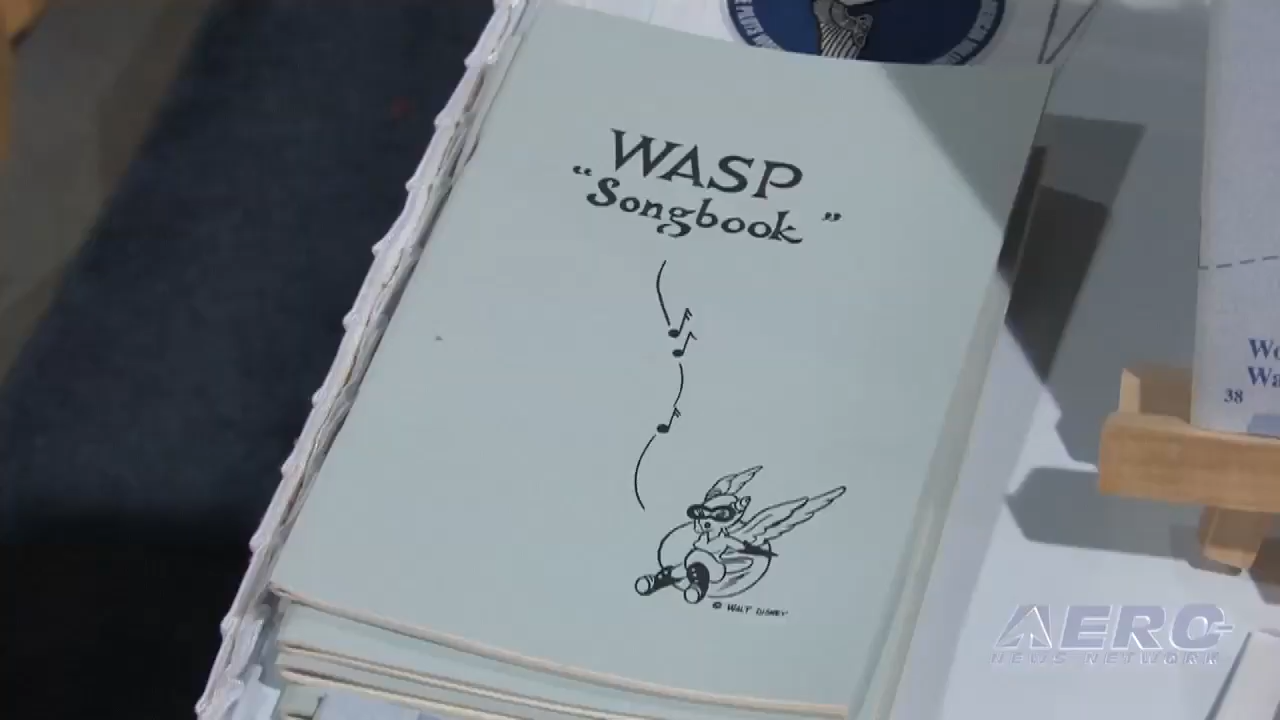 WASP
"Songbook"
© WALT DISNEY
38
AERO
NEWS NETWORK